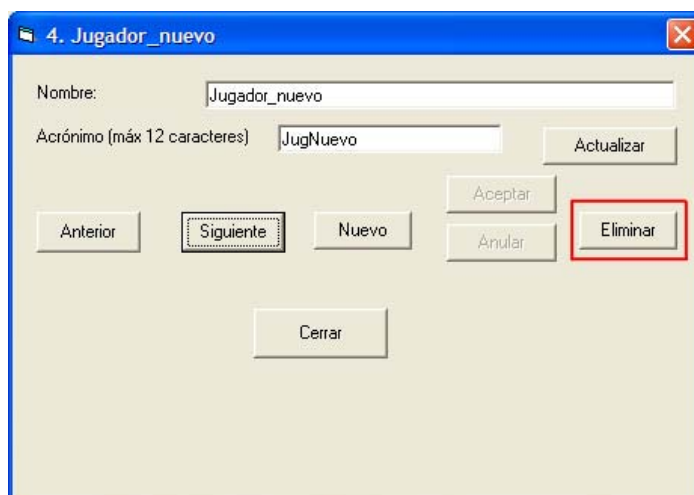 4. Jugador_nuevo
Nombre: Jugador_nuevo
Acrónimo (máx 12 caracteres) JugNuevo Actualizar
Aceptar
Anterior Siguiente Nuevo Eliminar
Anular
Cerrar